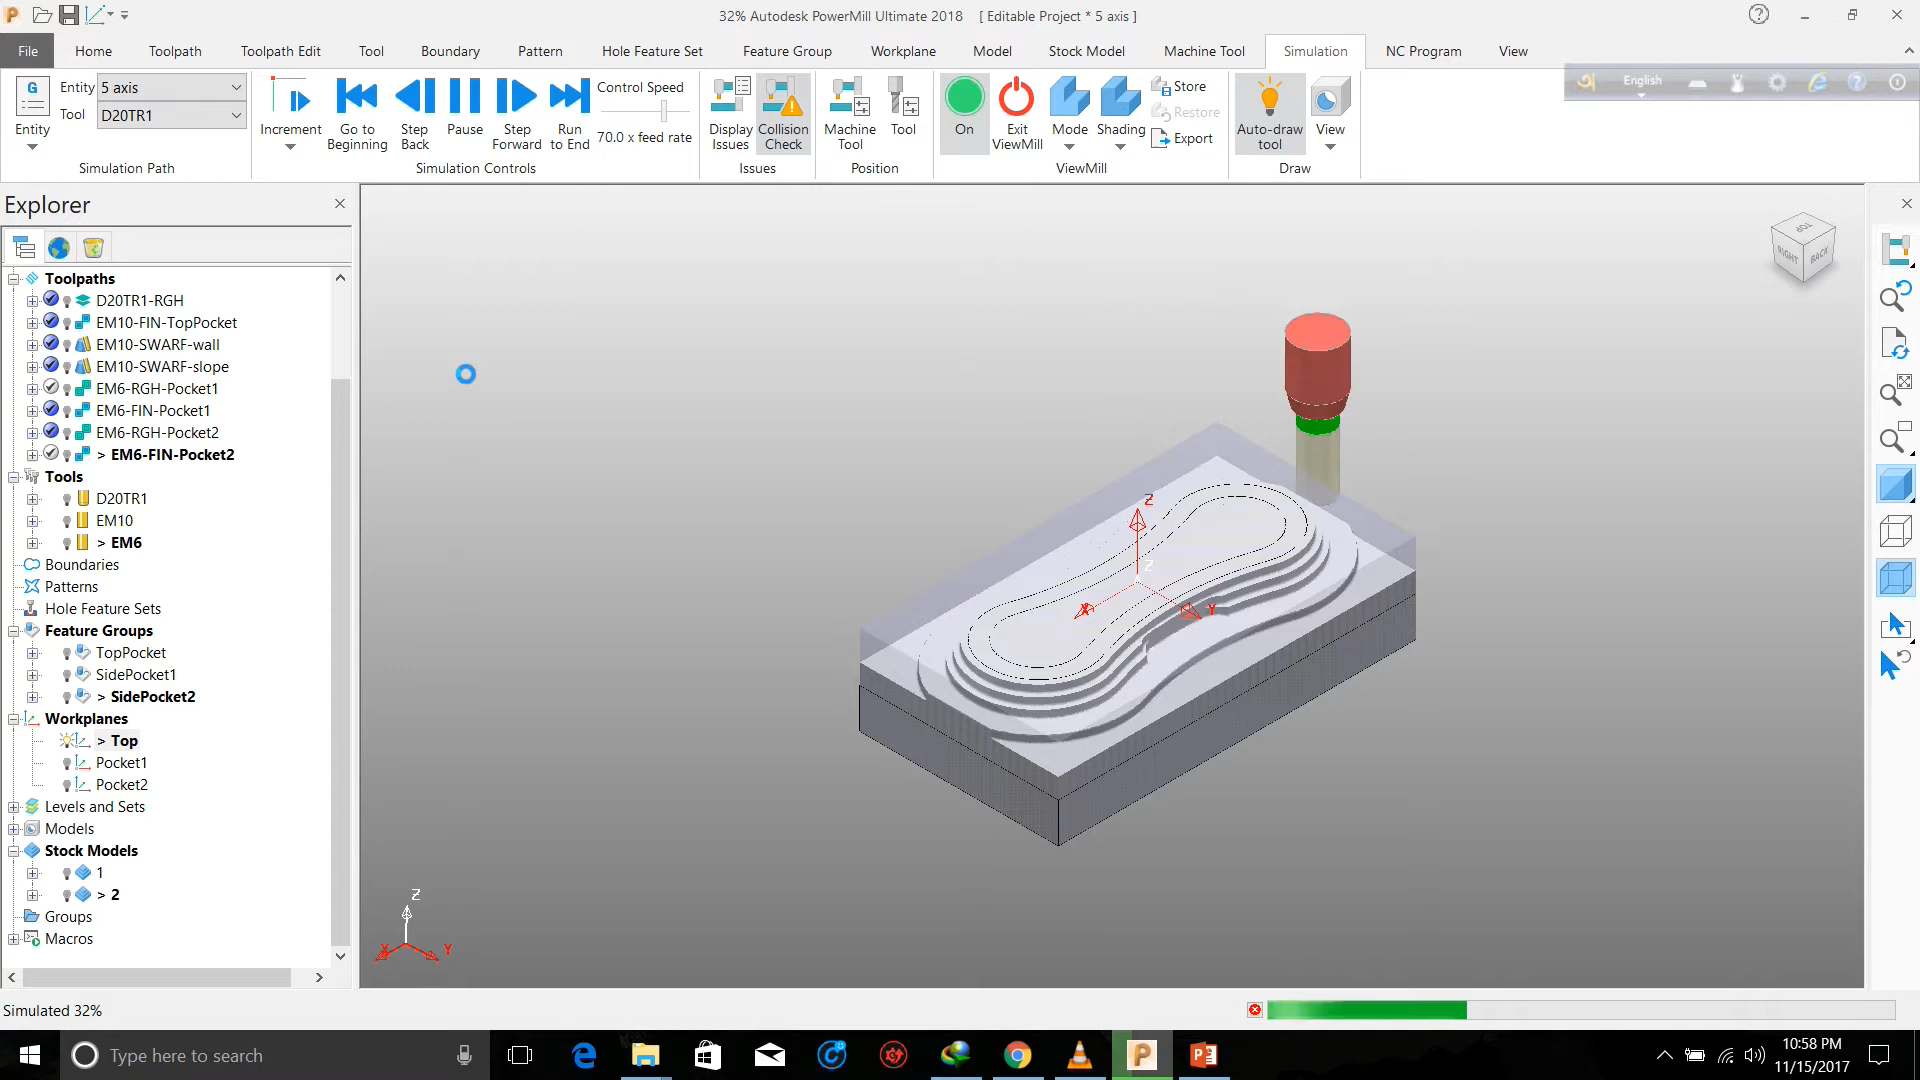 32% Autodesk PowerMill Ultimate 2018 [ Editable Project * 5 axis ]
File Home Toolpath Toolpath Edit Tool Boundary Pattern Hole Feature Set Feature Group Workplane Model Stock Model Machine Tool Simulation NC Program View
English
Entity
Entity 5 axis
Tool D20TR1
Simulation Path
Increment
Go to Beginning
Step Back
Pause
Step Forward
Run to End
Control Speed
70.0 x feed rate
Simulation Controls
Display Issues
Collision Check
Issues
Machine Tool
Tool
Position
On
Exit ViewMill
Mode
Shading
Store
Restore
Export
ViewMill
Auto-draw tool
View
Draw
Explorer
Toolpaths
D20TR1-RGH
EM10-FIN-TopPocket
EM10-SWARF-wall
EM10-SWARF-slope
EM6-RGH-Pocket1
EM6-FIN-Pocket1
EM6-RGH-Pocket2
> EM6-FIN-Pocket2
Tools
D20TR1
EM10
> EM6
Boundaries
Patterns
Hole Feature Sets
Feature Groups
TopPocket
SidePocket1
> SidePocket2
Workplanes
> Top
Pocket1
Pocket2
Levels and Sets
Models
Stock Models
1
> 2
Groups
Macros
TOP
RIGHT BACK
Z
Z
X Y
Z
X Y
Simulated 32%
Type here to search
10:58 PM
11/15/2017